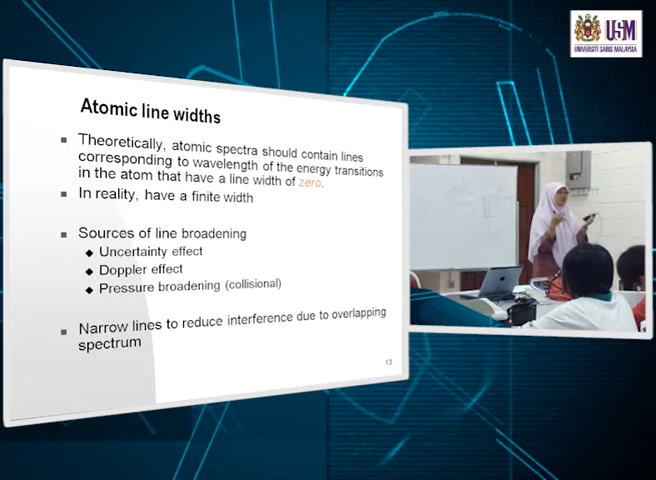 USM
UNIVERSITI SAINS MALAYSIA
Atomic line widths
Theoretically, atomic spectra should contain lines
corresponding to wavelength of the energy transitions
in the atom that have a line width of zero.
In reality, have a finite width
Sources of line broadening
Uncertainty effect
Doppler effect
Pressure broadening (collisional)
Narrow lines to reduce interference due to overlapping
spectrum
13